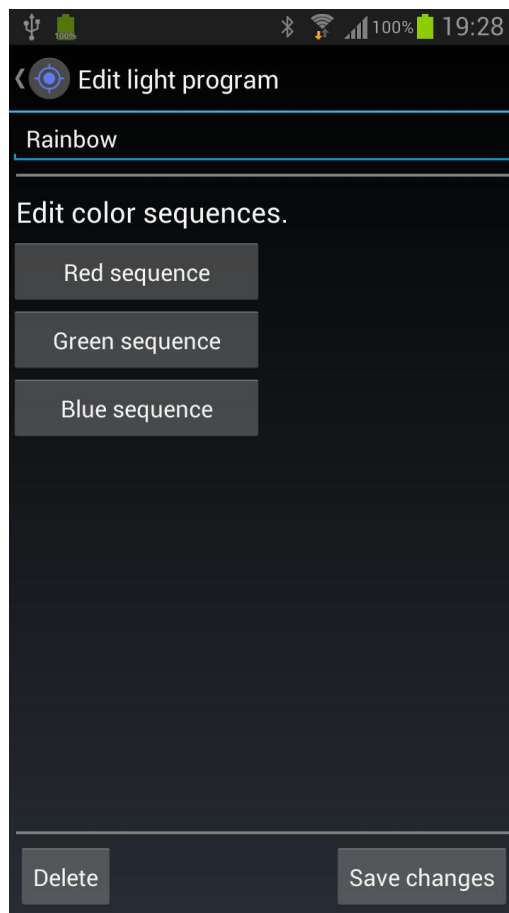 100% 100% 19:28
Edit light program
Rainbow
Edit color sequences.
Red sequence
Green sequence
Blue sequence
Delete Save changes